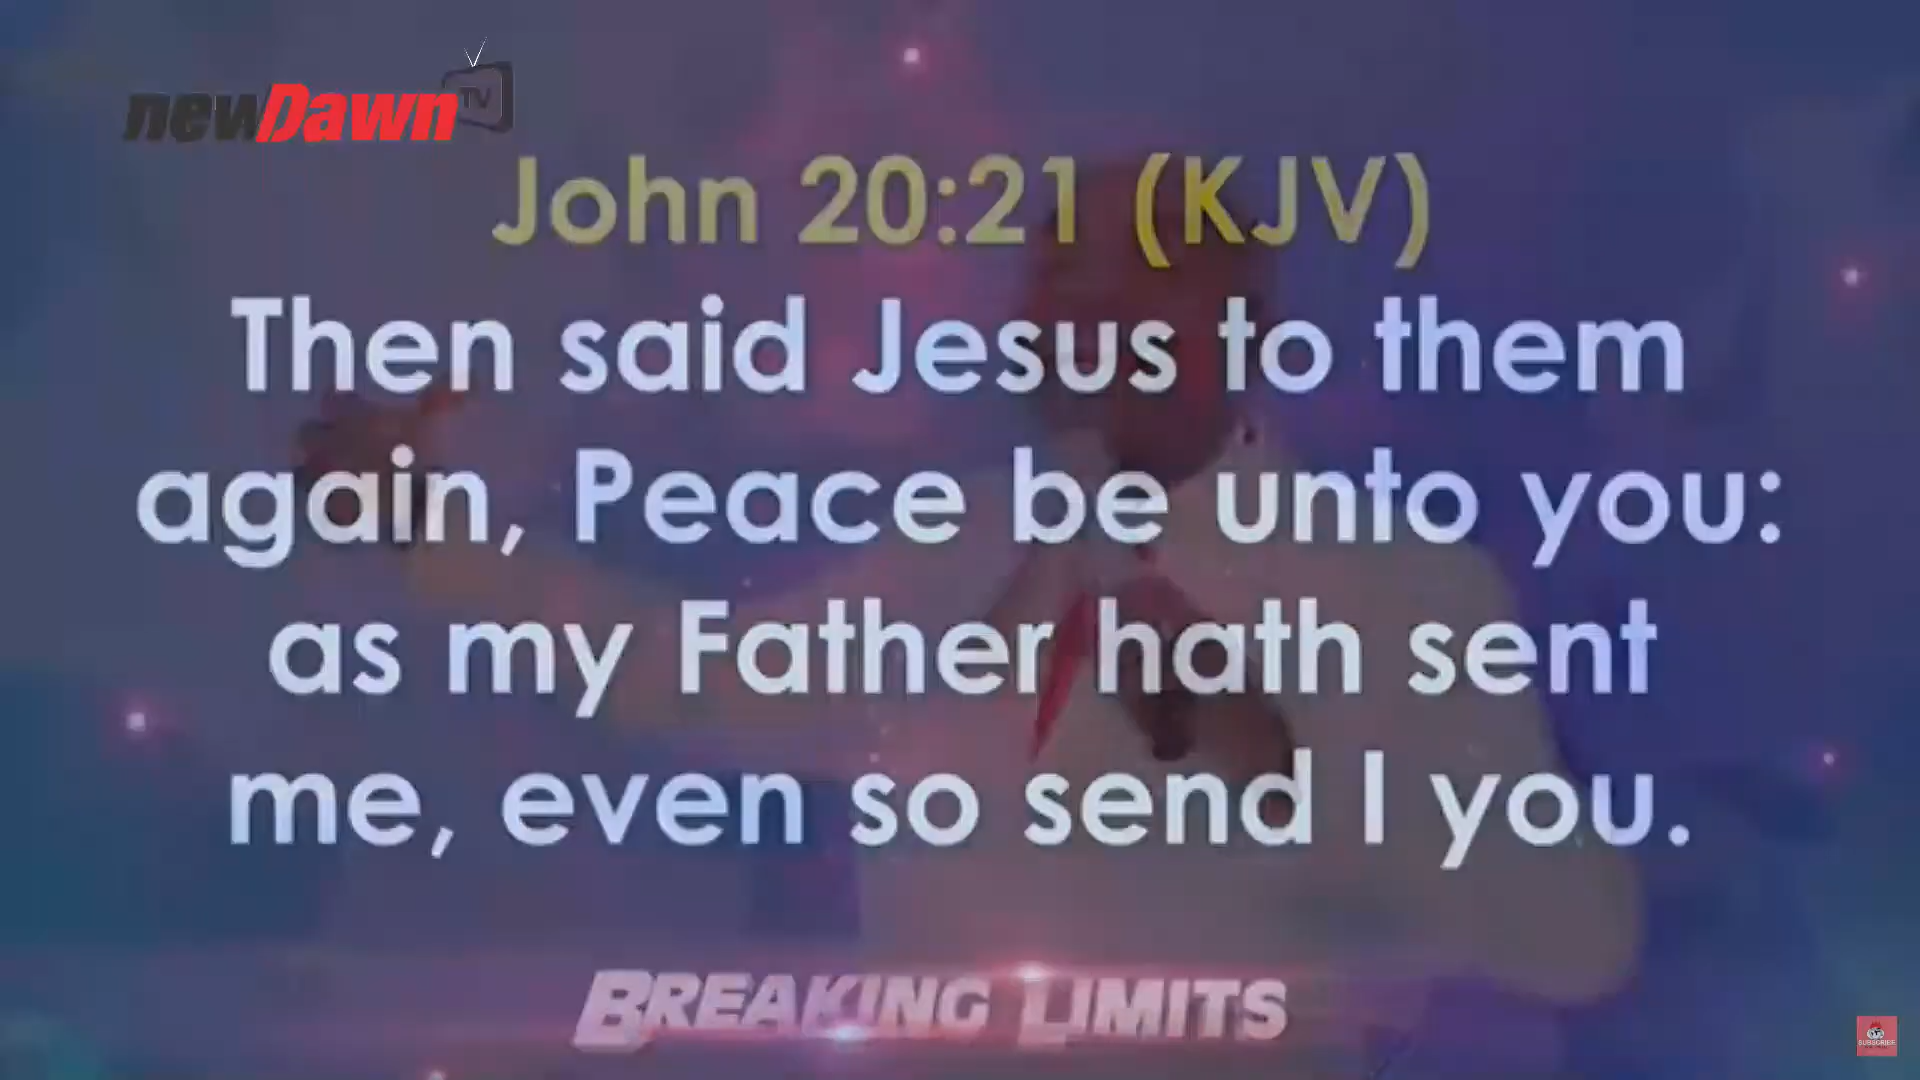 newDawn TV
John 20:21 (KJV)
Then said Jesus to them
again, Peace be unto you:
as my Father hath sent
me, even so send I you.
BREAKING LIMITS
SUBSCRIBE